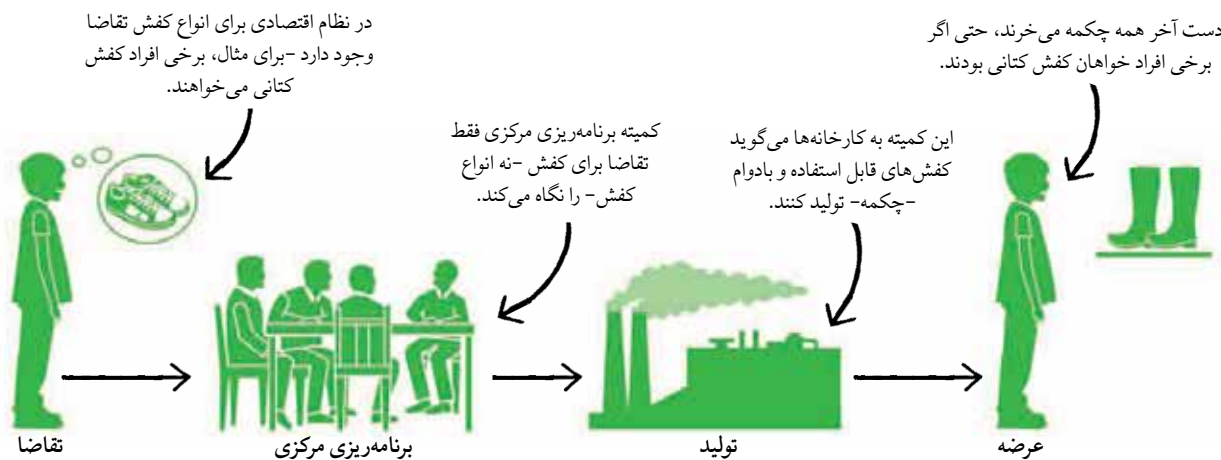 در نظام اقتصادی برای انواع کفش تقاضا
وجود دارد -برای مثال، برخی افراد کفش
کتانی می‌خواهند.
کمیته برنامه‌ریزی مرکزی فقط
تقاضا برای کفش -نه انواع
کفش- را نگاه می‌کند.
این کمیته به کارخانه‌ها می‌گوید
کفش‌های قابل استفاده و بادوام
-چکمه- تولید کنند.
دست آخر همه چکمه می‌خرند، حتی اگر
برخی افراد خواهان کفش کتانی بودند.
تقاضا
برنامه‌ریزی مرکزی
تولید
عرضه